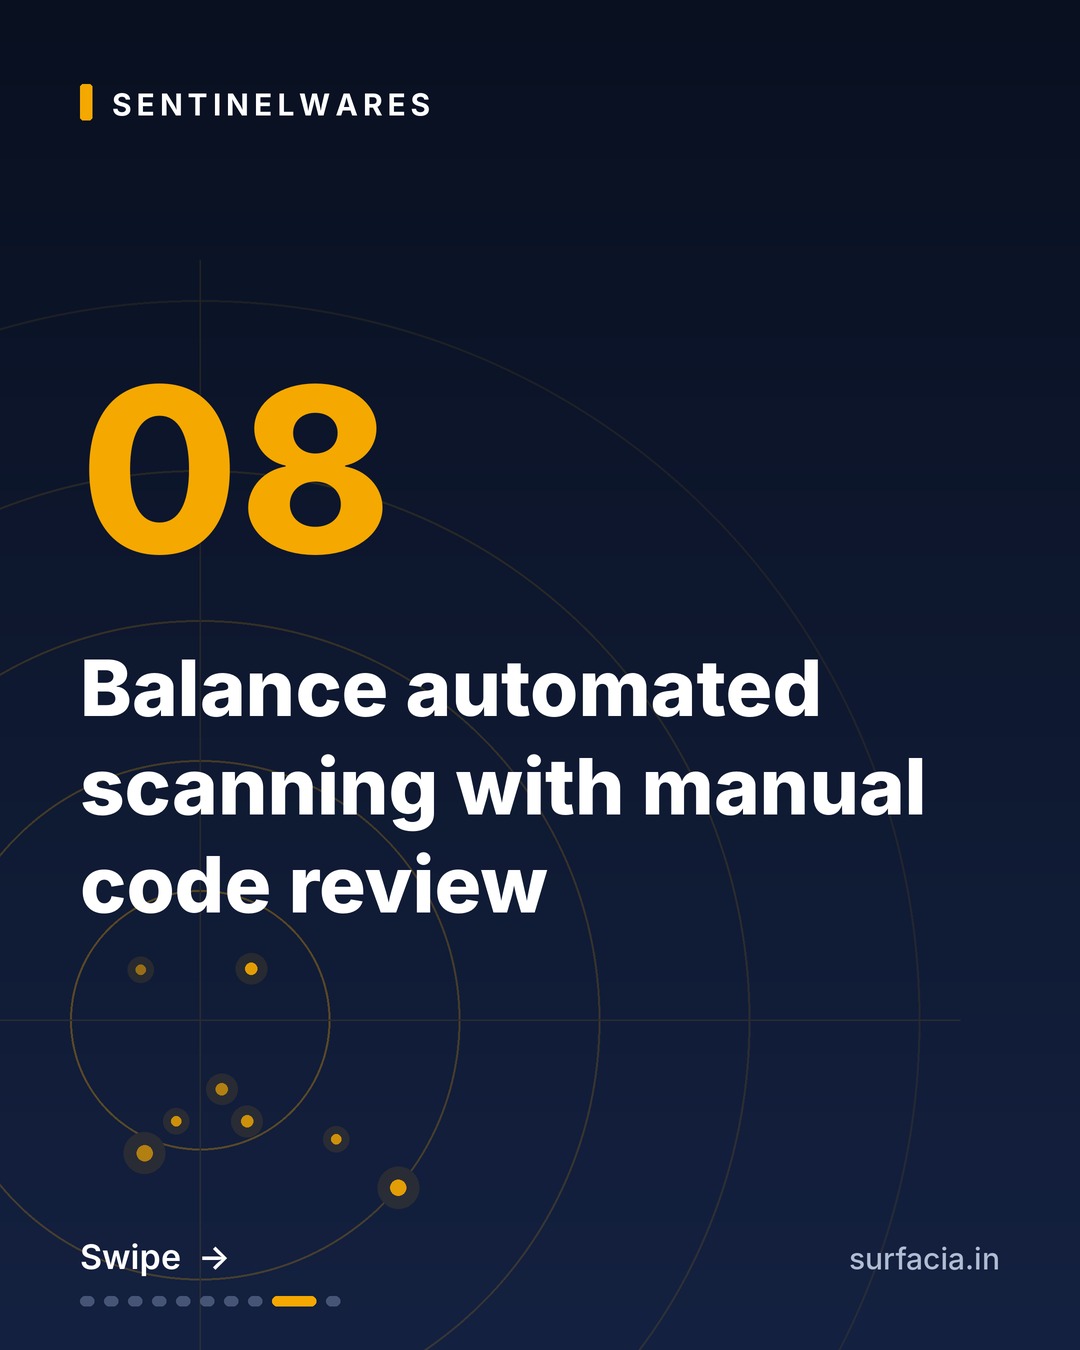 SENTINELWARES
08
Balance automated
scanning with manual
code review
Swipe →
surfacia.in